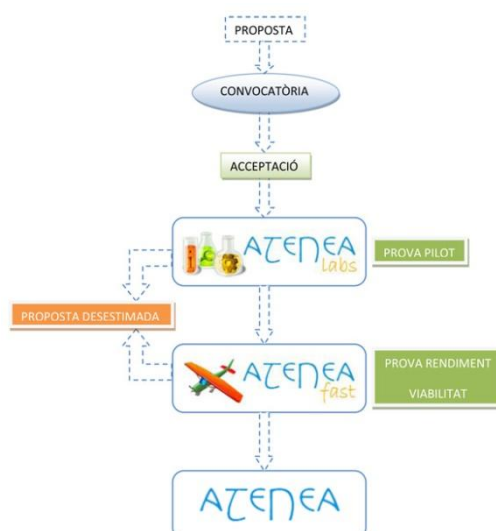 PROPOSTA
CONVOCATÒRIA
ACCEPTACIÓ
ATENEA
labs
PROVA PILOT
PROPOSTA DESESTIMADA
ATENEA
fast
PROVA RENDIMENT
VIABILITAT
ATENEA